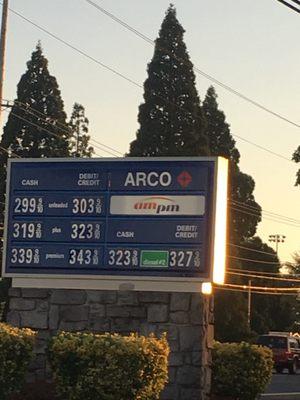 CASH DEBIT/ CREDIT ARCO
299 9/10 unleaded 303 9/10 ampm
319 9/10 plus 323 9/10 CASH DEBIT/ CREDIT
339 9/10 premium 343 9/10 323 9/10 diesel #2 327 9/10